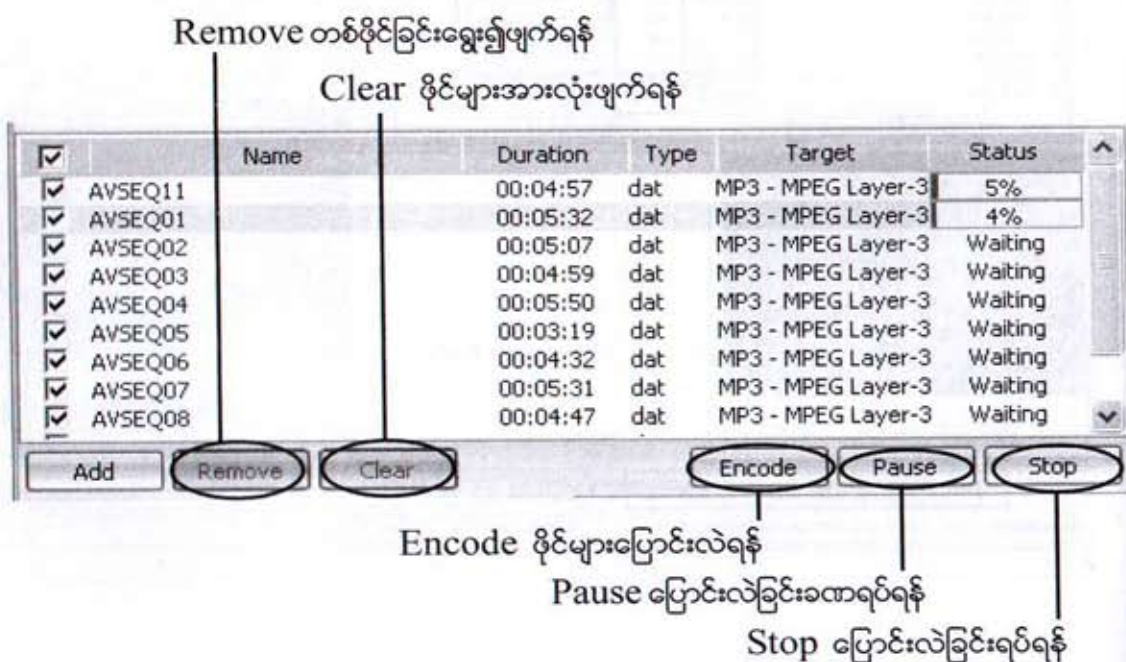 Remove တစ်ဖိုင်ခြင်းရွေး၍ဖျက်ရန်
Clear ဖိုင်များအားလုံးဖျက်ရန်
Name Duration Type Target Status
AVSEQ11 00:04:57 dat MP3 - MPEG Layer-3 5%
AVSEQ01 00:05:32 dat MP3 - MPEG Layer-3 4%
AVSEQ02 00:05:07 dat MP3 - MPEG Layer-3 Waiting
AVSEQ03 00:04:59 dat MP3 - MPEG Layer-3 Waiting
AVSEQ04 00:05:50 dat MP3 - MPEG Layer-3 Waiting
AVSEQ05 00:03:19 dat MP3 - MPEG Layer-3 Waiting
AVSEQ06 00:04:32 dat MP3 - MPEG Layer-3 Waiting
AVSEQ07 00:05:31 dat MP3 - MPEG Layer-3 Waiting
AVSEQ08 00:04:47 dat MP3 - MPEG Layer-3 Waiting
Add Remove Clear Encode Pause Stop
Encode ဖိုင်များပြောင်းလဲရန်
Pause ပြောင်းလဲခြင်းခဏရပ်ရန်
Stop ပြောင်းလဲခြင်းရပ်ရန်